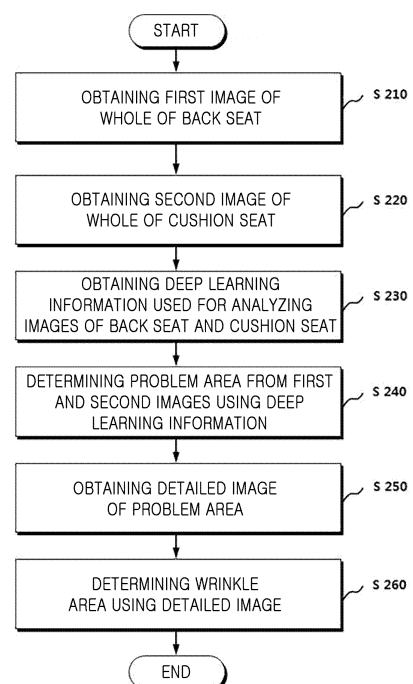 START
OBTAINING FIRST IMAGE OF
WHOLE OF BACK SEAT
S 210
OBTAINING SECOND IMAGE OF
WHOLE OF CUSHION SEAT
S 220
OBTAINING DEEP LEARNING
INFORMATION USED FOR ANALYZING
IMAGES OF BACK SEAT AND CUSHION SEAT
S 230
DETERMINING PROBLEM AREA FROM FIRST
AND SECOND IMAGES USING DEEP
LEARNING INFORMATION
S 240
OBTAINING DETAILED IMAGE
OF PROBLEM AREA
S 250
DETERMINING WRINKLE
AREA USING DETAILED IMAGE
S 260
END